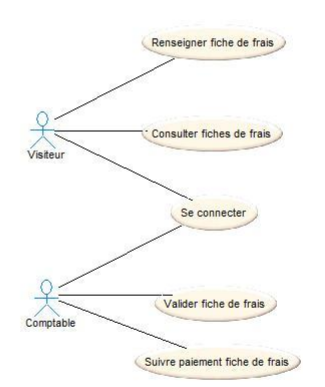 Renseigner fiche de frais
Consulter fiches de frais
Visiteur
Se connecter
Valider fiche de frais
Comptable
Suivre paiement fiche de frais